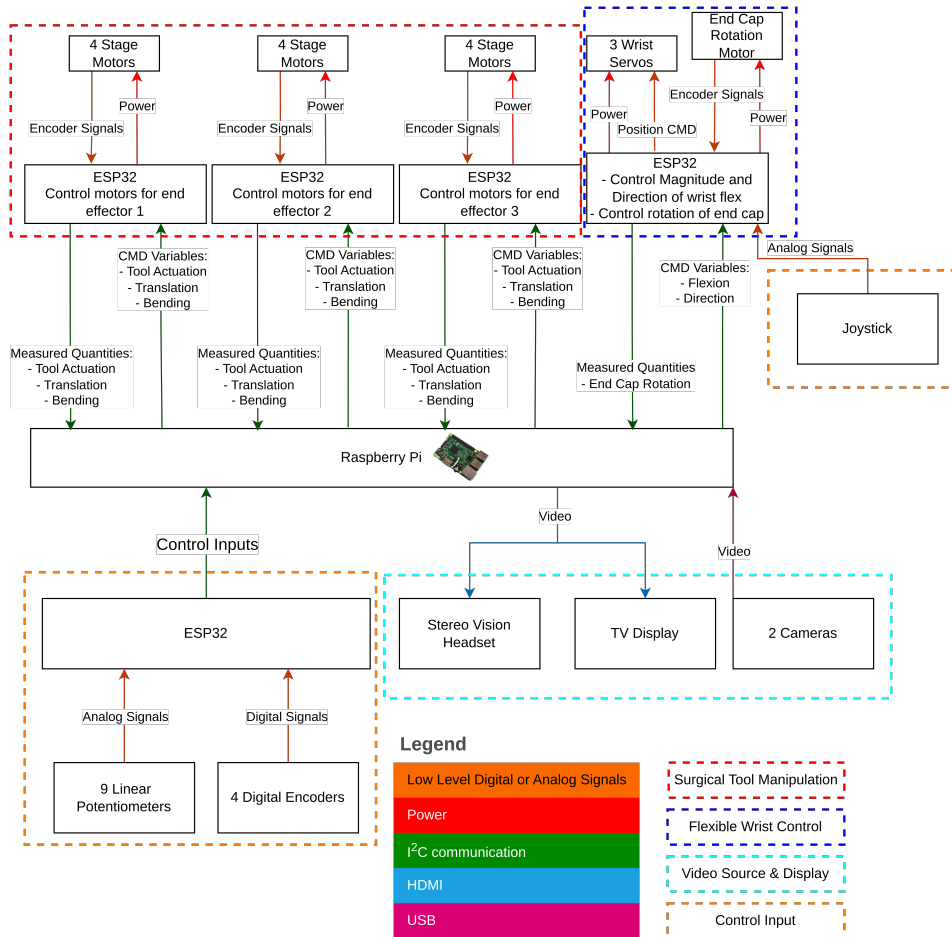 4 Stage
Motors
4 Stage
Motors
4 Stage
Motors
3 Wrist
Servos
End Cap
Rotation
Motor
Encoder Signals
Power
Encoder Signals
Power
Encoder Signals
Power
Power
Position CMD
Encoder Signals
Power
ESP32
Control motors for end
effector 1
ESP32
Control motors for end
effector 2
ESP32
Control motors for end
effector 3
ESP32
- Control Magnitude and
Direction of wrist flex
- Control rotation of end cap
Analog Signals
Joystick
CMD Variables:
- Tool Actuation
- Translation
- Bending
CMD Variables:
- Tool Actuation
- Translation
- Bending
CMD Variables:
- Tool Actuation
- Translation
- Bending
CMD Variables:
- Flexion
- Direction
Measured Quantities:
- Tool Actuation
- Translation
- Bending
Measured Quantities:
- Tool Actuation
- Translation
- Bending
Measured Quantities:
- Tool Actuation
- Translation
- Bending
Measured Quantities
- End Cap Rotation
Raspberry Pi
Control Inputs
Video
Video
ESP32
Stereo Vision
Headset
TV Display
2 Cameras
Analog Signals
Digital Signals
9 Linear
Potentiometers
4 Digital Encoders
Legend
Low Level Digital or Analog Signals
Power
I2C communication
HDMI
USB
Surgical Tool Manipulation
Flexible Wrist Control
Video Source & Display
Control Input